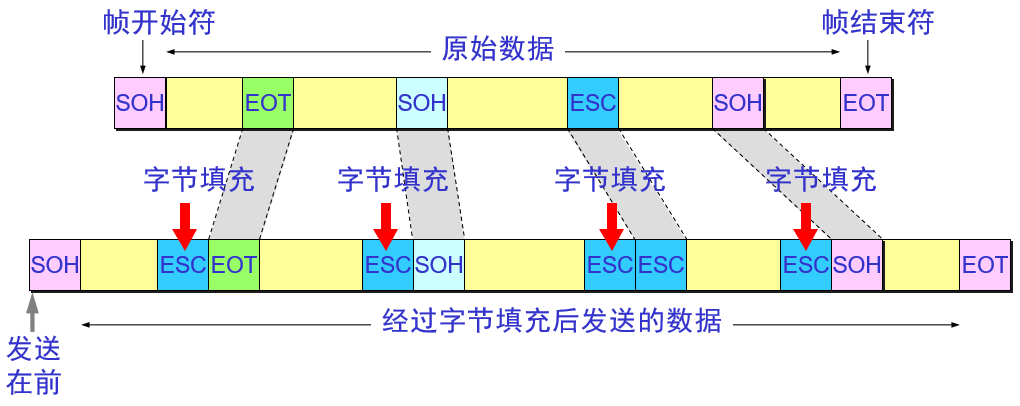 帧开始符
原始数据
帧结束符
SOH EOT SOH ESC SOH EOT
字节填充 字节填充 字节填充 字节填充
SOH ESC EOT ESC SOH ESC ESC ESC SOH EOT
经过字节填充后发送的数据
发送
在前